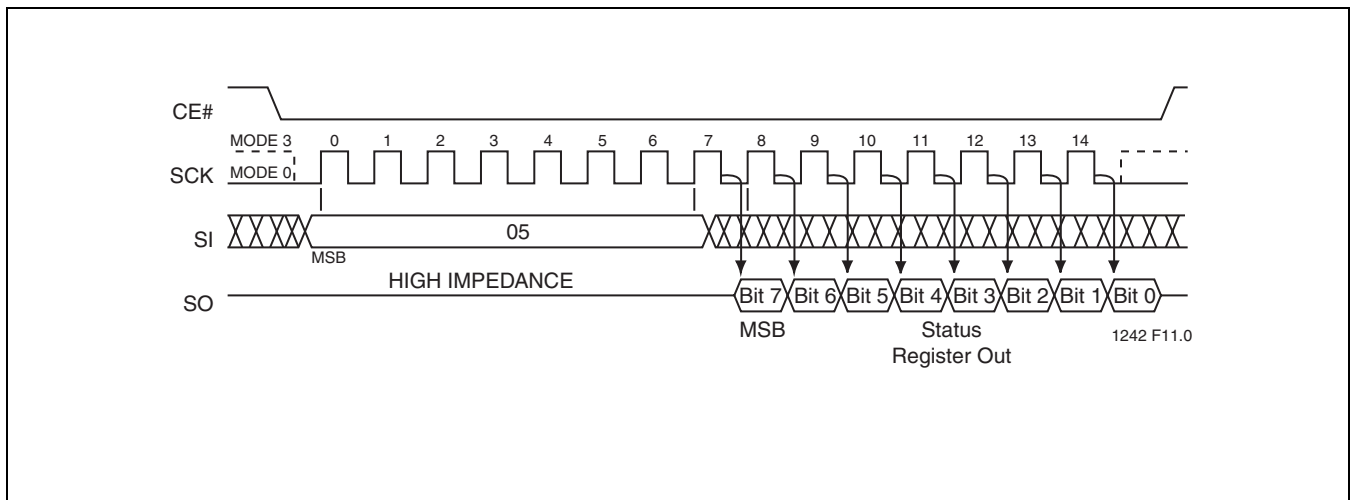 CE#
MODE 3 0 1 2 3 4 5 6 7 8 9 10 11 12 13 14
SCK MODE 0
SI 05
MSB
HIGH IMPEDANCE
SO Bit 7 Bit 6 Bit 5 Bit 4 Bit 3 Bit 2 Bit 1 Bit 0
MSB Status
Register Out
1242 F11.0